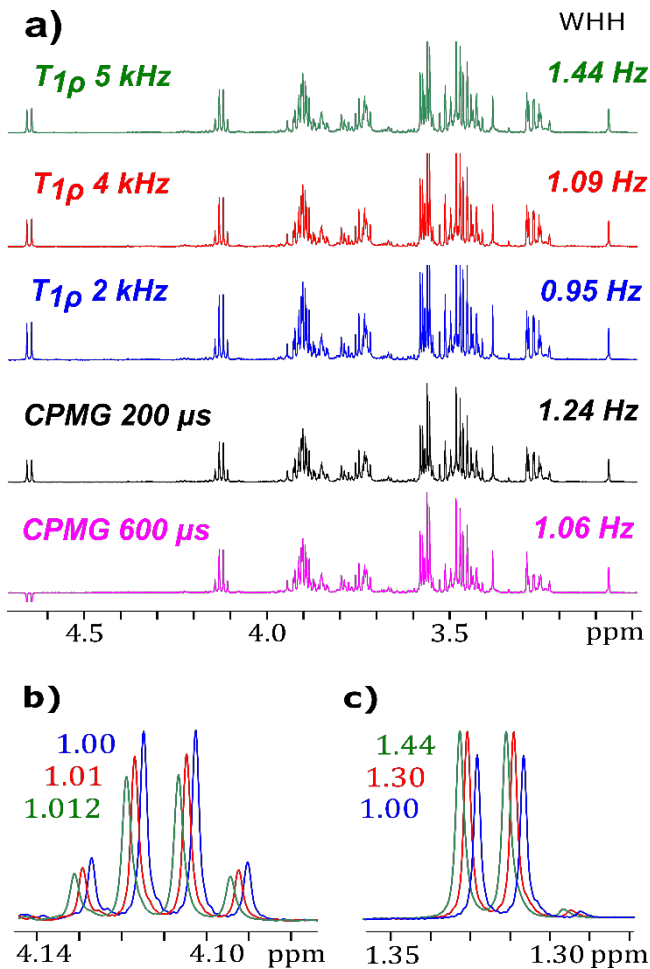 a) WHH
T1ρ 5 kHz 1.44 Hz
T1ρ 4 kHz 1.09 Hz
T1ρ 2 kHz 0.95 Hz
CPMG 200 µs 1.24 Hz
CPMG 600 µs 1.06 Hz
4.5 4.0 3.5 ppm
b) c)
1.00 1.44
1.01 1.30
1.012 1.00
4.14 4.10 ppm 1.35 1.30 ppm